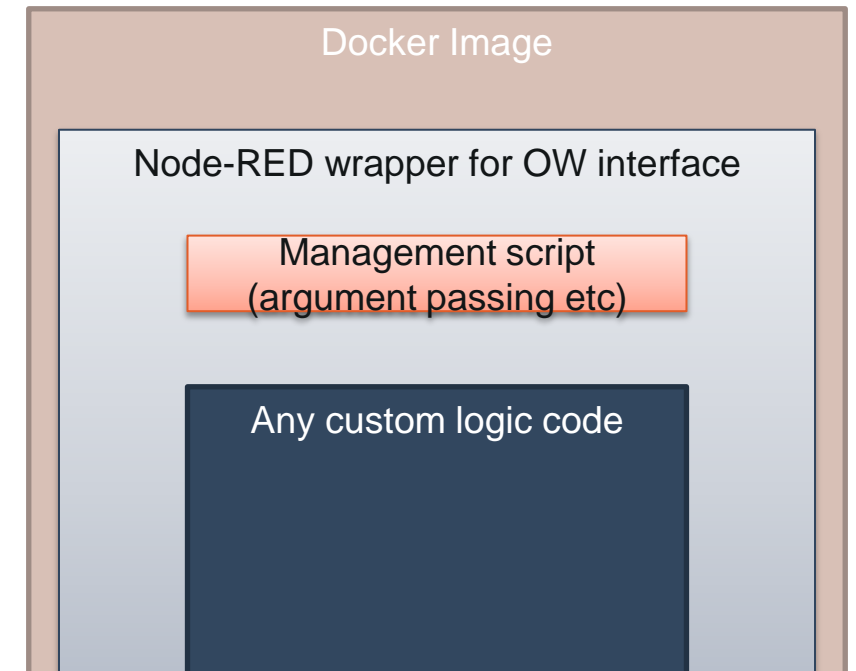 Docker Image
Node-RED wrapper for OW interface
Management script
(argument passing etc)
Any custom logic code